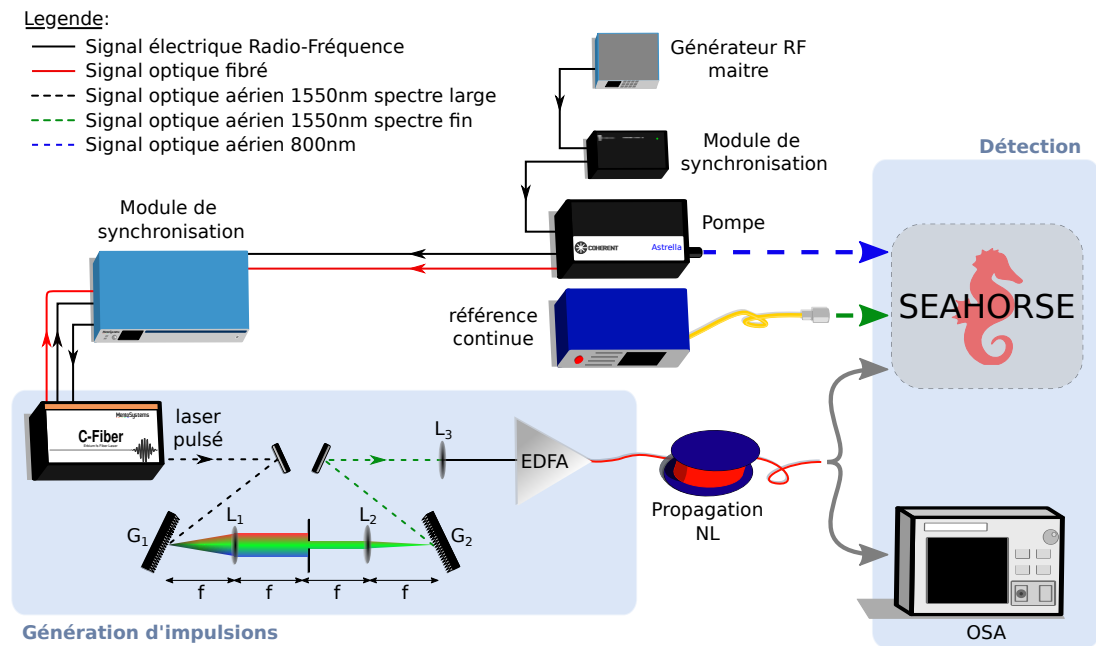 Legende:
Signal électrique Radio-Fréquence
Signal optique fibré
Signal optique aérien 1550nm spectre large
Signal optique aérien 1550nm spectre fin
Signal optique aérien 800nm
Générateur RF
maitre
Module de
synchronisation
Détection
Module de
synchronisation
Pompe
COHERENT
Astrella
référence
continue
SEAHORSE
MenloSystems
C-Fiber
laser
pulsé
L3
EDFA
G1
L1
L2
G2
f
f
f
f
Propagation
NL
OSA
Génération d'impulsions